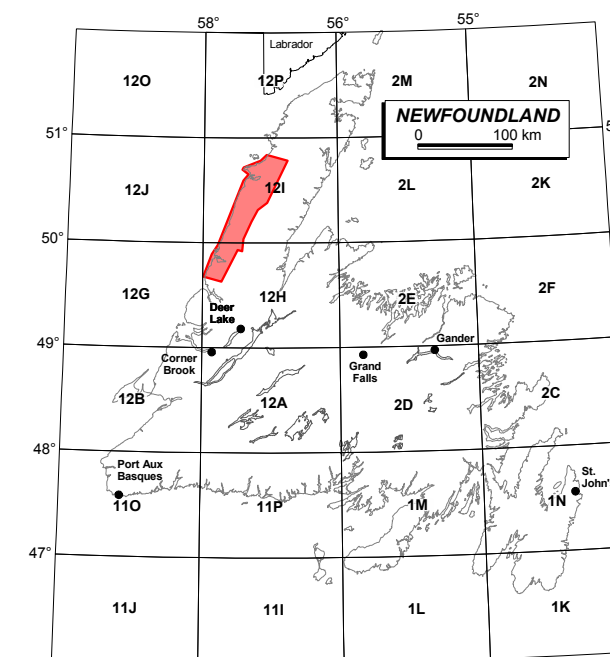 58° 56° 55°
Labrador
12O 12P 2M 2N
51°
NEWFOUNDLAND
0 100 km
12J 12I 2L 2K
50°
12G 12H 2E 2F
Deer
Lake
49°
Corner
Brook
Grand
Falls
Gander
12B 12A 2D 2C
48°
Port Aux
Basques
St.
John'
11O 11P 1M 1N
47°
11J 11I 1L 1K